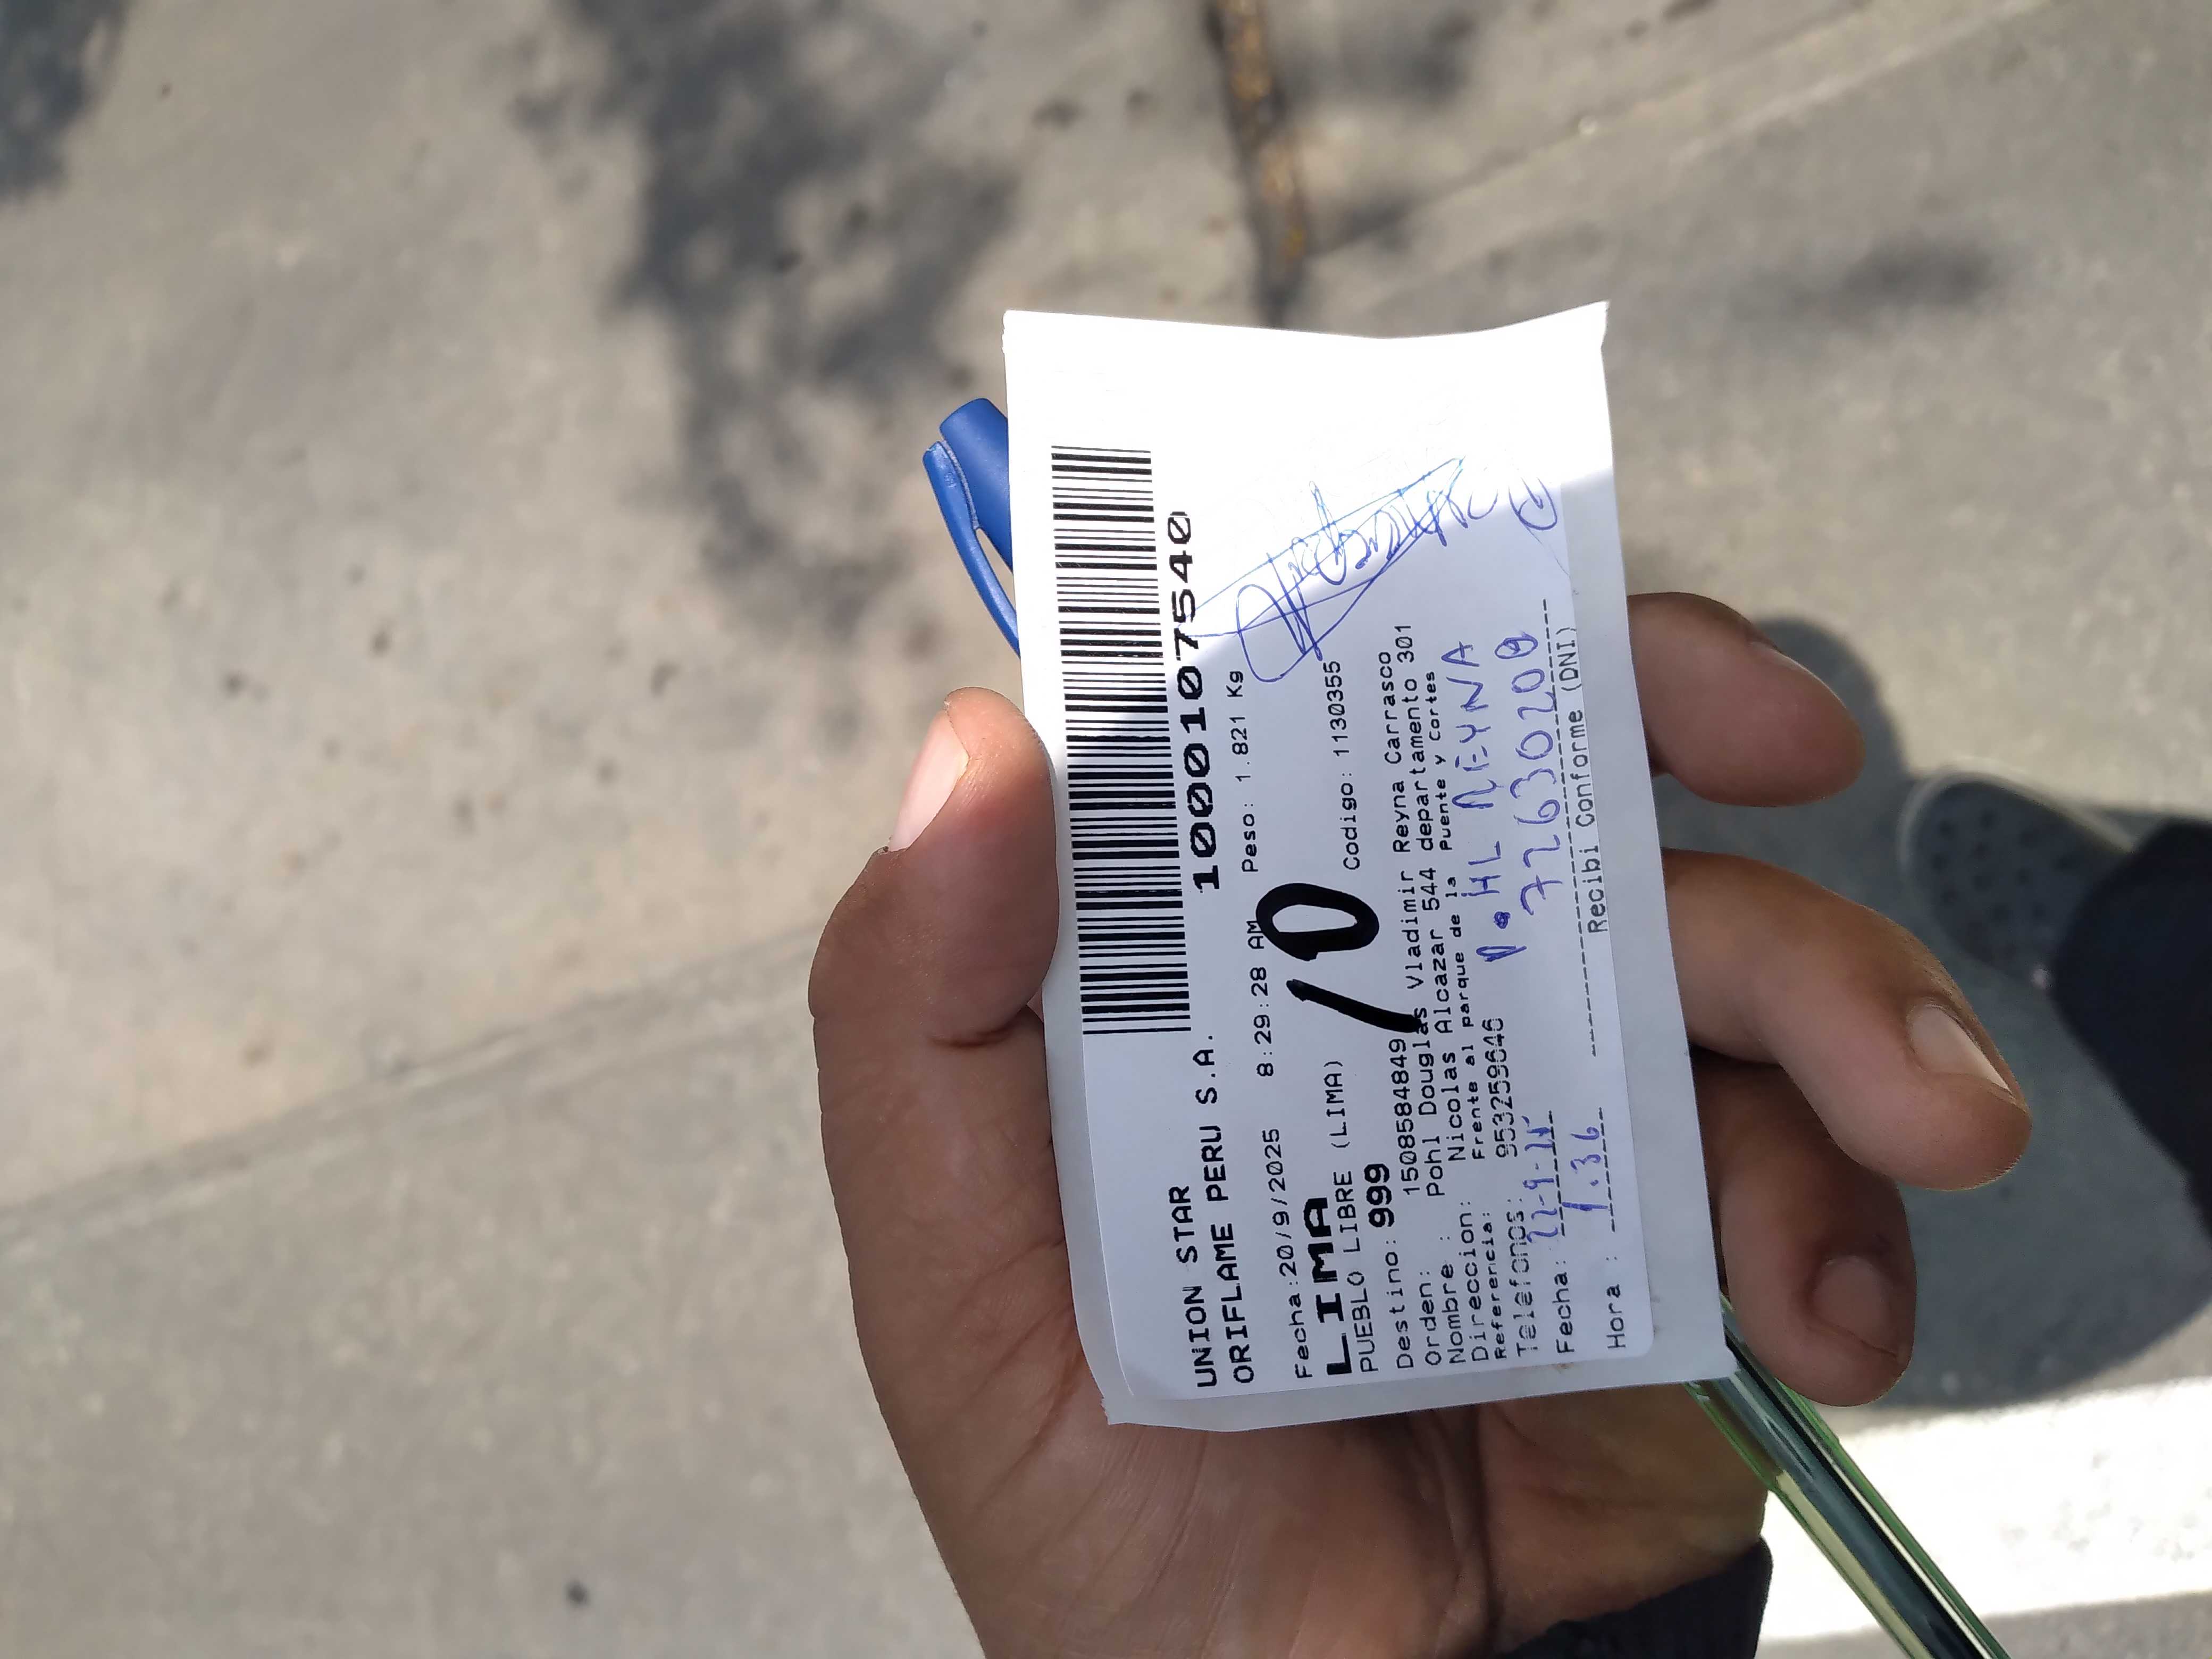 UNION STAR
ORIFLAME PERU S.A.
10001107540
Fecha:20/9/2025 8:29:28 AM Peso: 1.821 Kg
LIMA
PUEBLO LIBRE (LIMA)
10
Destino: 999 Codigo: 1130355
Orden: 1508584849
Nombre : Pohl Douglas Vladimir Reyna Carrasco
Direccion: Nicolas Alcazar 544 departamento 301
Referencia: Frente al parque de la Puente y Cortes
Telefonos: 953259646
POHL REYNA
Fecha: 22-9-25
72630209
Hora : 1.36
Recibi Conforme (DNI)